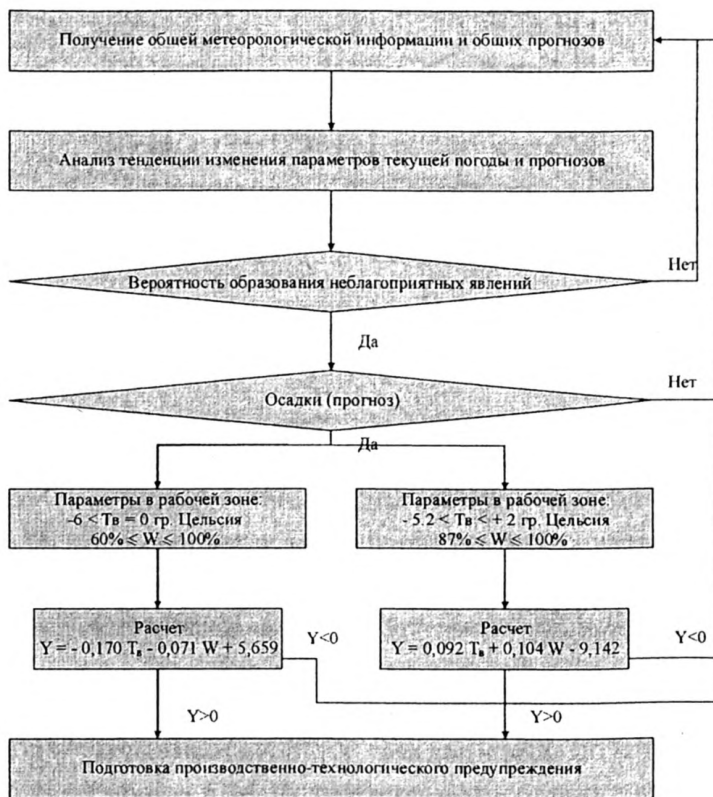 Получение общей метеорологической информации и общих прогнозов
Анализ тенденции изменения параметров текущей погоды и прогнозов
Нет
Вероятность образования неблагоприятных явлений
Да
Нет
Осадки (прогноз)
Да
Параметры в рабочей зоне:
-6 < Тв = 0 гр. Цельсия
60% ⩽ W ⩽ 100%
Параметры в рабочей зоне:
- 5.2 < Тв < + 2 гр. Цельсия
87% ⩽ W ⩽ 100%
Расчет
Y = - 0,170 Tв - 0,071 W + 5,659
Y<0
Расчет
Y = 0,092 Tв + 0,104 W - 9,142
Y<0
Y>0
Y>0
Подготовка производственно-технологического предупреждения